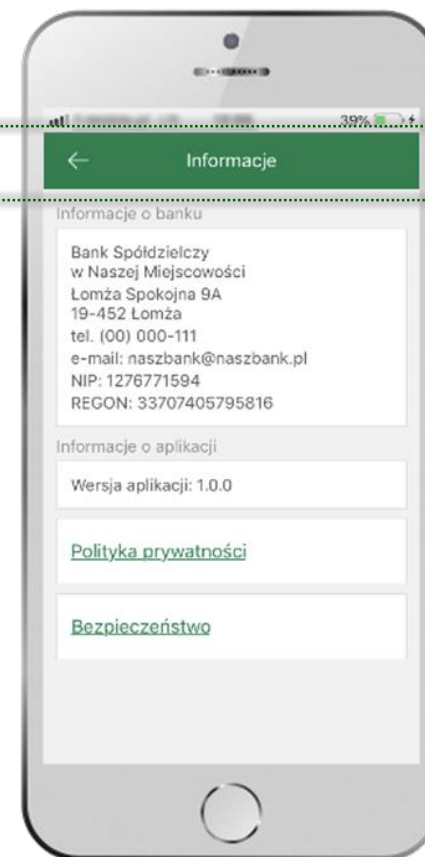 39%
Informacje
Informacje o banku
Bank Spółdzielczy
w Naszej Miejscowości
Łomża Spokojna 9A
19-452 Łomża
tel. (00) 000-111
e-mail: naszbank@naszbank.pl
NIP: 1276771594
REGON: 33707405795816
Informacje o aplikacji
Wersja aplikacji: 1.0.0
Polityka prywatności
Bezpieczeństwo